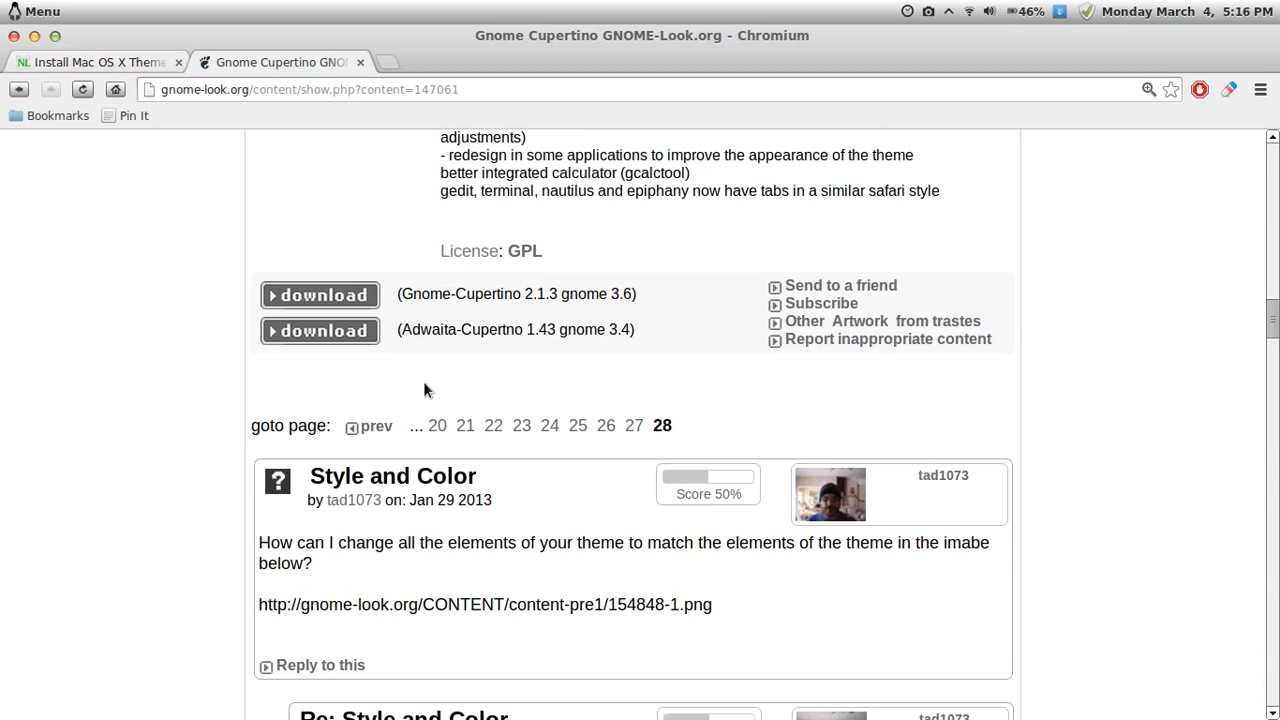 Menu
46%
Monday March 4, 5:16 PM
Gnome Cupertino GNOME-Look.org - Chromium
NL Install Mac OS X Theme
Gnome Cupertino GNO
gnome-look.org/content/show.php?content=147061
Bookmarks
Pin It
adjustments)
- redesign in some applications to improve the appearance of the theme
better integrated calculator (gcalctool)
gedit, terminal, nautilus and epiphany now have tabs in a similar safari style
License: GPL
download (Gnome-Cupertino 2.1.3 gnome 3.6)
download (Adwaita-Cupertno 1.43 gnome 3.4)
Send to a friend
Subscribe
Other Artwork from trastes
Report inappropriate content
goto page: prev ... 20 21 22 23 24 25 26 27 28
? Style and Color
by tad1073 on: Jan 29 2013
Score 50%
tad1073
How can I change all the elements of your theme to match the elements of the theme in the imabe
below?
http://gnome-look.org/CONTENT/content-pre1/154848-1.png
Reply to this
Re: Style and Color
tad1073